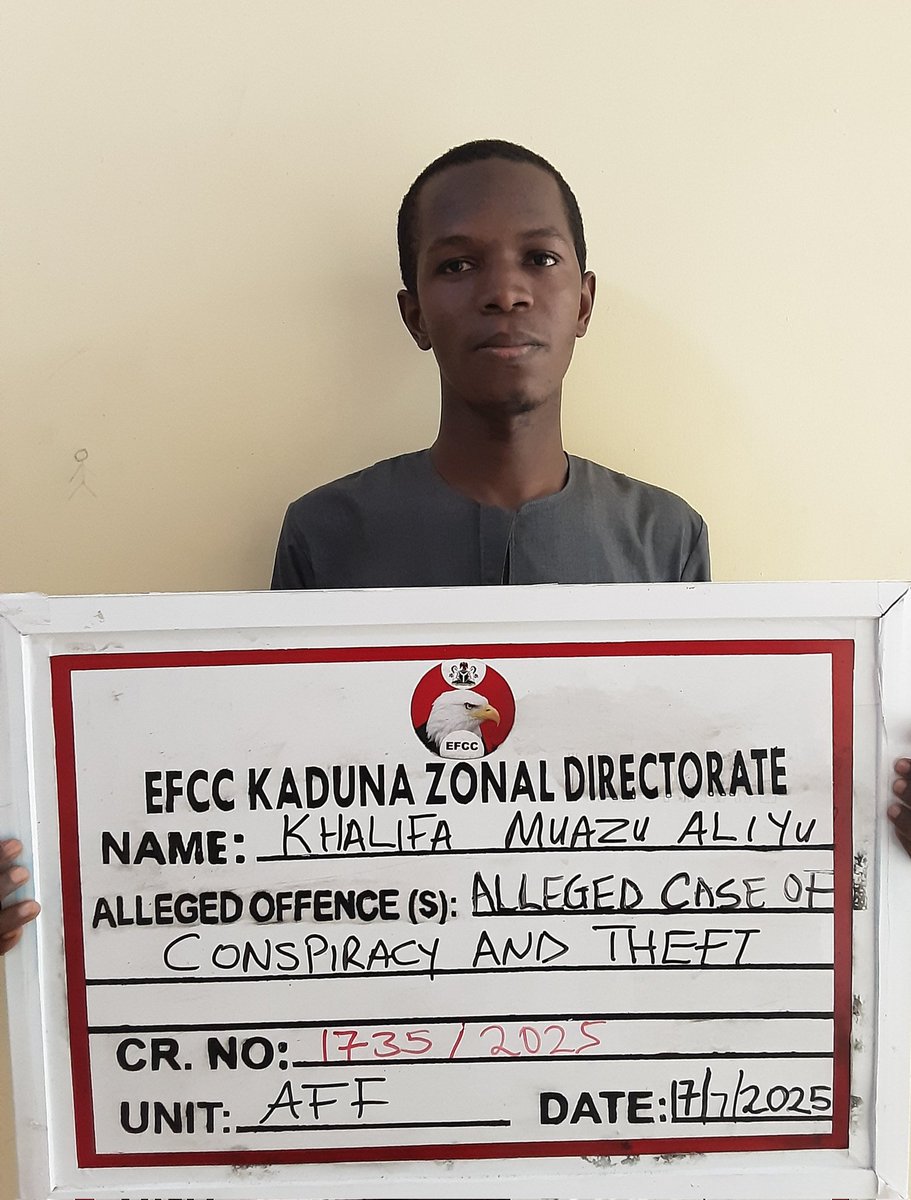 EFCC
EFCC KADUNA ZONAL DIRECTORATE
NAME: KHALIFA MUAZU ALIYU
ALLEGED OFFENCE (S): ALLEGED CASE OF
CONSPIRACY AND THEFT
CR. NO: 1735/2025
UNIT: AFF DATE: 17/7/2025